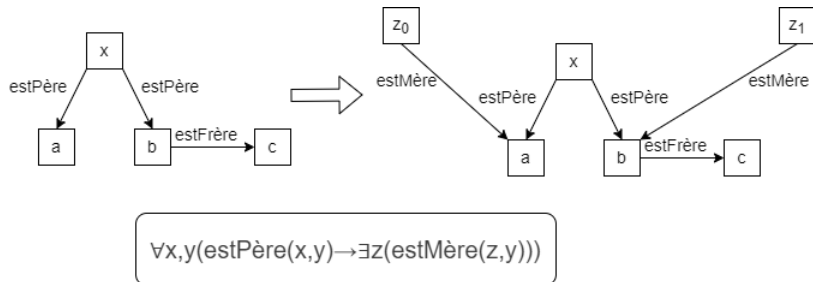 z₀
z₁
x
x
estMère
estMère
estPère
estPère
estPère
estPère
estFrère
estFrère
a
b
c
a
b
c
∀x,y(estPère(x,y)→∃z(estMère(z,y)))